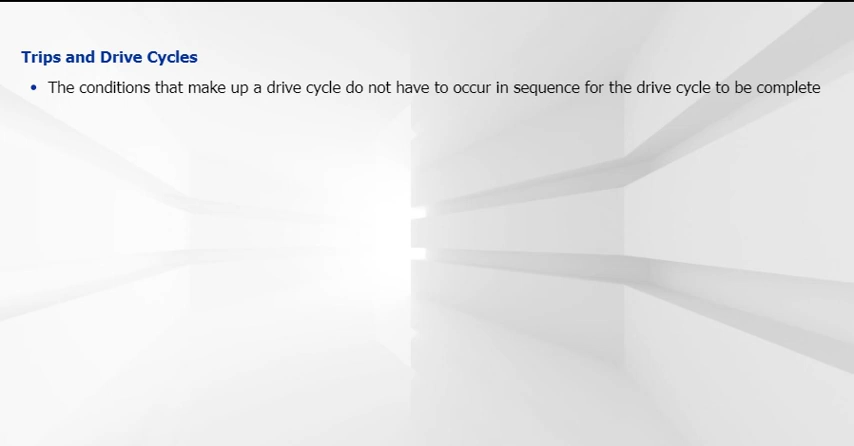 Trips and Drive Cycles
• The conditions that make up a drive cycle do not have to occur in sequence for the drive cycle to be complete